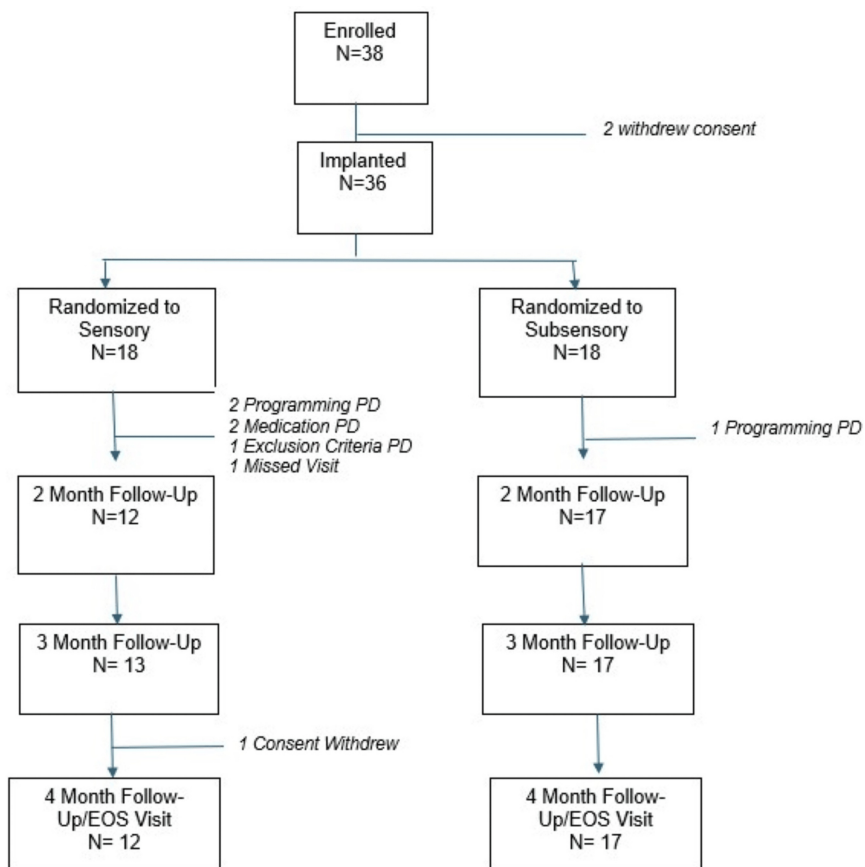 Enrolled
N=38
2 withdrew consent
Implanted
N=36
Randomized to
Sensory
N=18
Randomized to
Subsensory
N=18
2 Programming PD
2 Medication PD
1 Exclusion Criteria PD
1 Missed Visit
1 Programming PD
2 Month Follow-Up
N=12
2 Month Follow-Up
N=17
3 Month Follow-Up
N= 13
3 Month Follow-Up
N= 17
1 Consent Withdrew
4 Month Follow-
Up/EOS Visit
N= 12
4 Month Follow-
Up/EOS Visit
N= 17